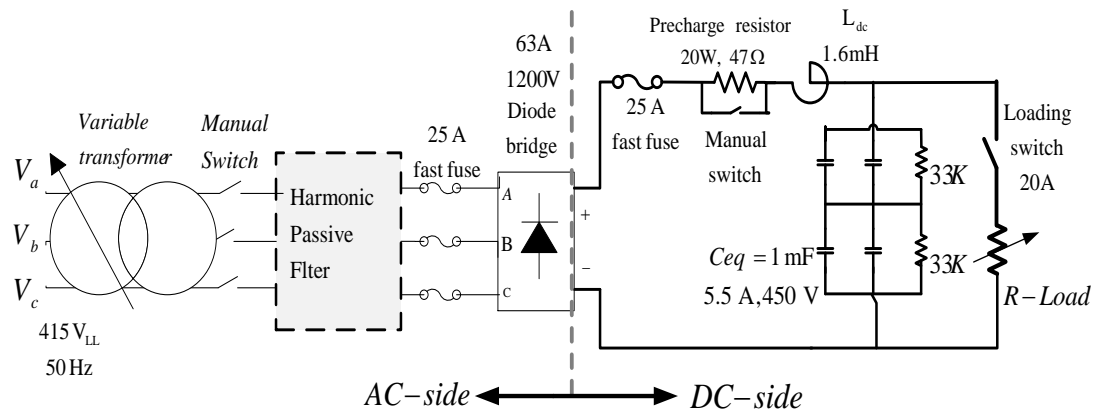 Variable
transformer
Manual
Switch
V_a
V_b
V_c
415 V_LL
50 Hz
Harmonic
Passive
Flter
25 A
fast fuse
63A
1200V
Diode
bridge
A
B
C
+
−
25 A
fast fuse
Precharge resistor
20W, 47Ω
Manual
switch
L_dc
1.6mH
33K
33K
Ceq = 1 mF
5.5 A,450 V
Loading
switch
20A
R−Load
AC−side
DC−side